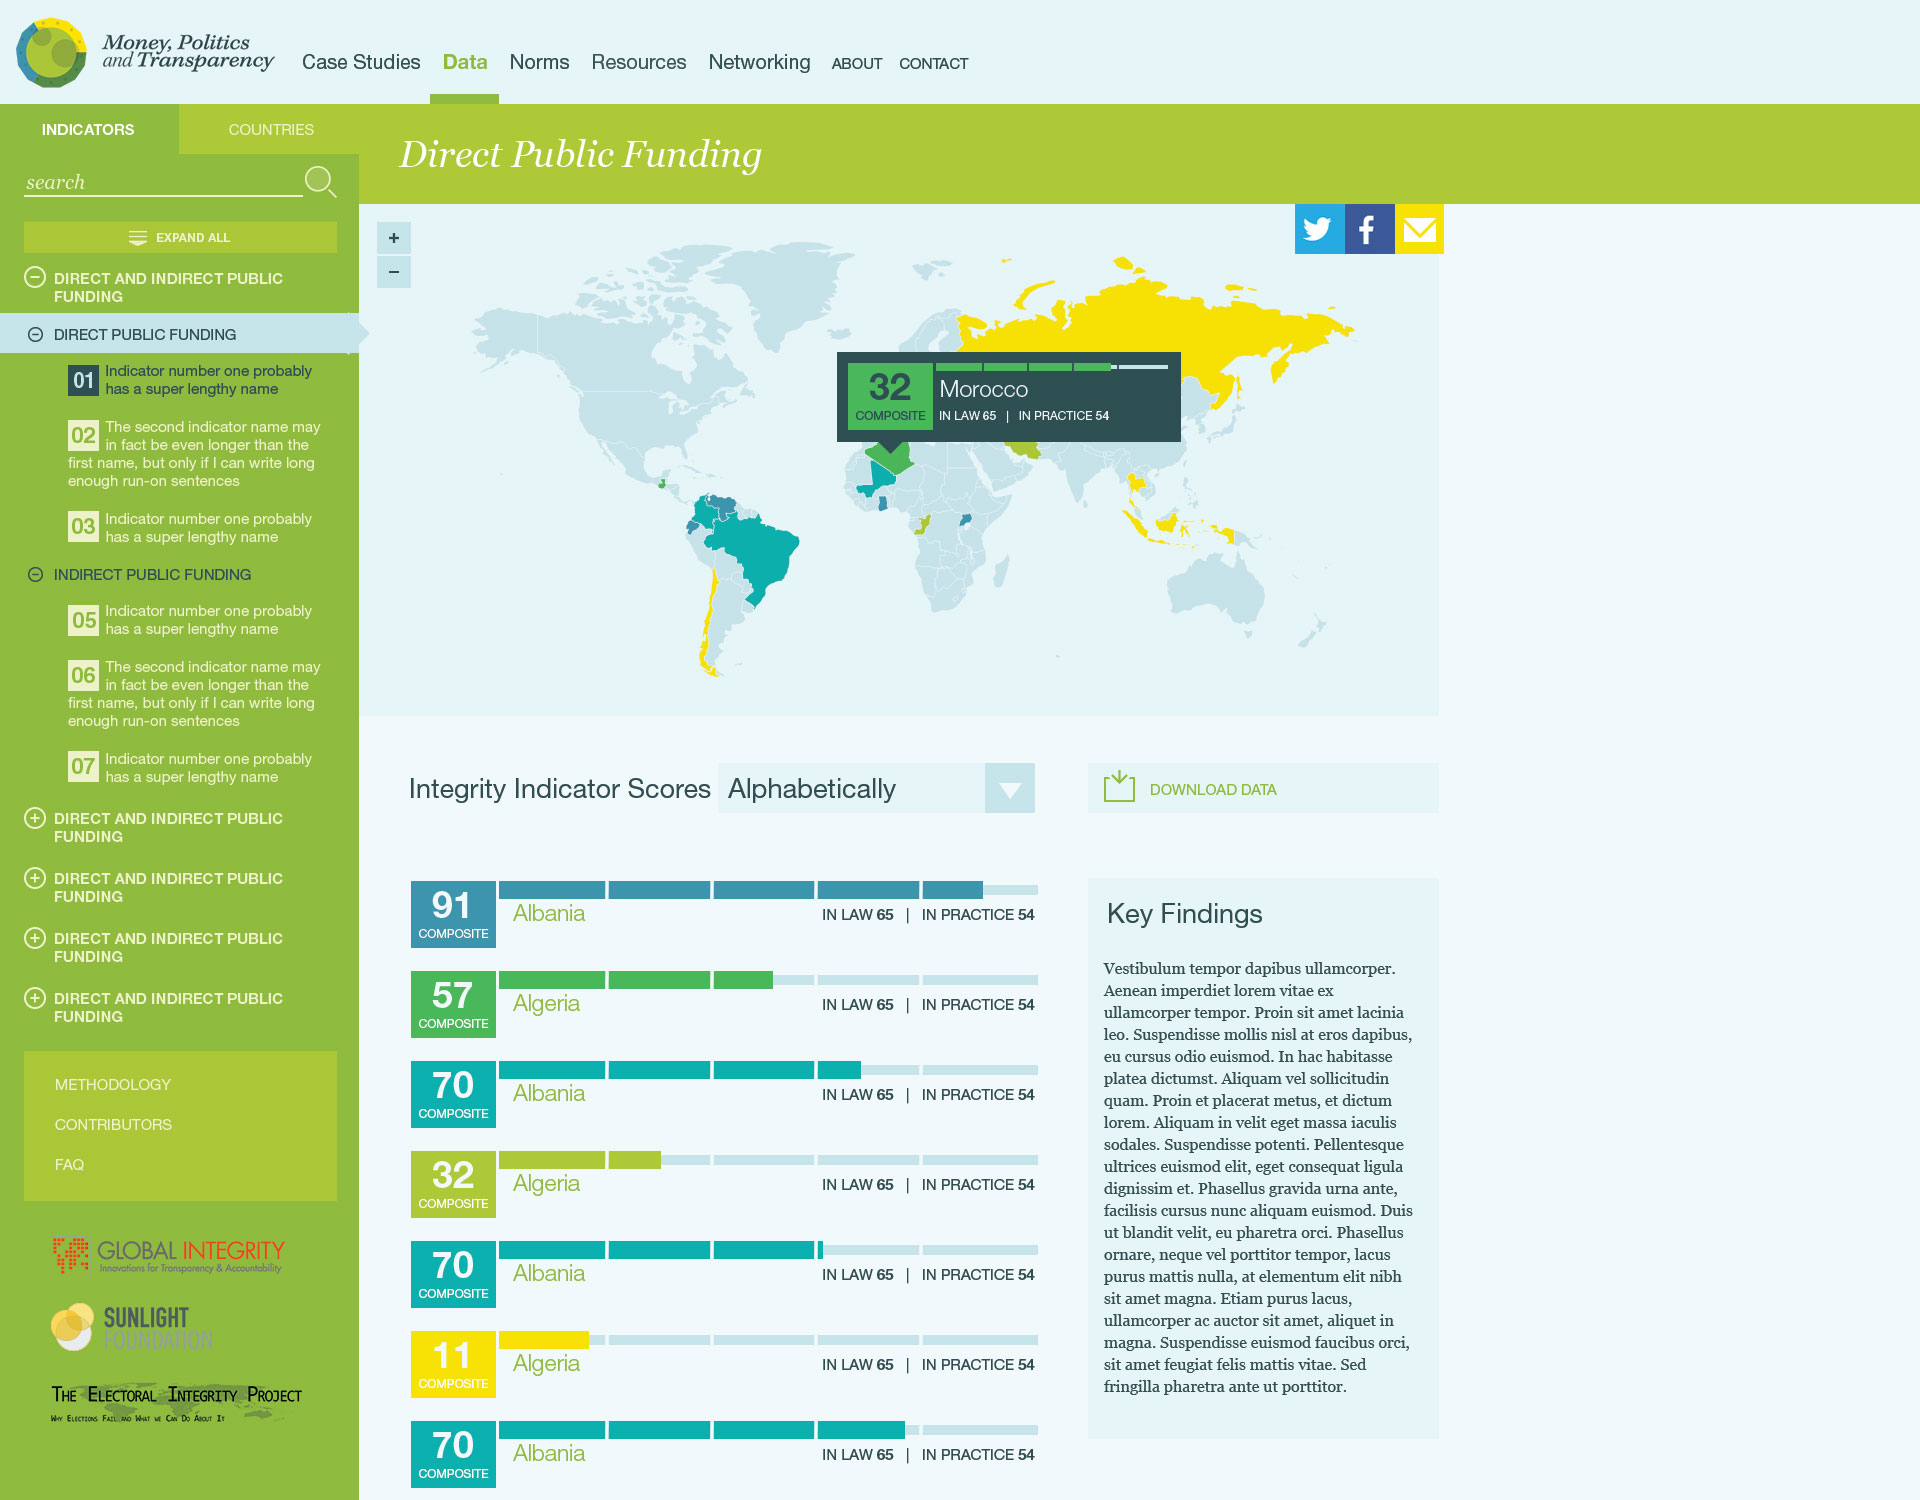 Money, Politics
and Transparency
Case Studies
Data
Norms
Resources
Networking
ABOUT
CONTACT
INDICATORS
COUNTRIES
search
EXPAND ALL
DIRECT AND INDIRECT PUBLIC
FUNDING
DIRECT PUBLIC FUNDING
01 Indicator number one probably
has a super lengthy name
02 The second indicator name may
in fact be even longer than the
first name, but only if I can write long
enough run-on sentences
03 Indicator number one probably
has a super lengthy name
INDIRECT PUBLIC FUNDING
05 Indicator number one probably
has a super lengthy name
06 The second indicator name may
in fact be even longer than the
first name, but only if I can write long
enough run-on sentences
07 Indicator number one probably
has a super lengthy name
DIRECT AND INDIRECT PUBLIC
FUNDING
DIRECT AND INDIRECT PUBLIC
FUNDING
DIRECT AND INDIRECT PUBLIC
FUNDING
DIRECT AND INDIRECT PUBLIC
FUNDING
METHODOLOGY
CONTRIBUTORS
FAQ
GLOBAL INTEGRITY
Innovations for Transparency & Accountability
SUNLIGHT
FOUNDATION
The Electoral Integrity Project
Why Elections Fail and What we Can Do About It
Direct Public Funding
+
−
32
COMPOSITE
Morocco
IN LAW 65 | IN PRACTICE 54
Integrity Indicator Scores
Alphabetically
DOWNLOAD DATA
91
COMPOSITE
Albania
IN LAW 65 | IN PRACTICE 54
57
COMPOSITE
Algeria
IN LAW 65 | IN PRACTICE 54
70
COMPOSITE
Albania
IN LAW 65 | IN PRACTICE 54
32
COMPOSITE
Algeria
IN LAW 65 | IN PRACTICE 54
70
COMPOSITE
Albania
IN LAW 65 | IN PRACTICE 54
11
COMPOSITE
Algeria
IN LAW 65 | IN PRACTICE 54
70
COMPOSITE
Albania
IN LAW 65 | IN PRACTICE 54
Key Findings
Vestibulum tempor dapibus ullamcorper.
Aenean imperdiet lorem vitae ex
ullamcorper tempor. Proin sit amet lacinia
leo. Suspendisse mollis nisl at eros dapibus,
eu cursus odio euismod. In hac habitasse
platea dictumst. Aliquam vel sollicitudin
quam. Proin et placerat metus, et dictum
lorem. Aliquam in velit eget massa iaculis
sodales. Suspendisse potenti. Pellentesque
ultrices euismod elit, eget consequat ligula
dignissim et. Phasellus gravida urna ante,
facilisis cursus nunc aliquam euismod. Duis
ut blandit velit, eu pharetra orci. Phasellus
ornare, neque vel porttitor tempor, lacus
purus mattis nulla, at elementum elit nibh
sit amet magna. Etiam purus lacus,
ullamcorper ac auctor sit amet, aliquet in
magna. Suspendisse euismod faucibus orci,
sit amet feugiat felis mattis vitae. Sed
fringilla pharetra ante ut porttitor.